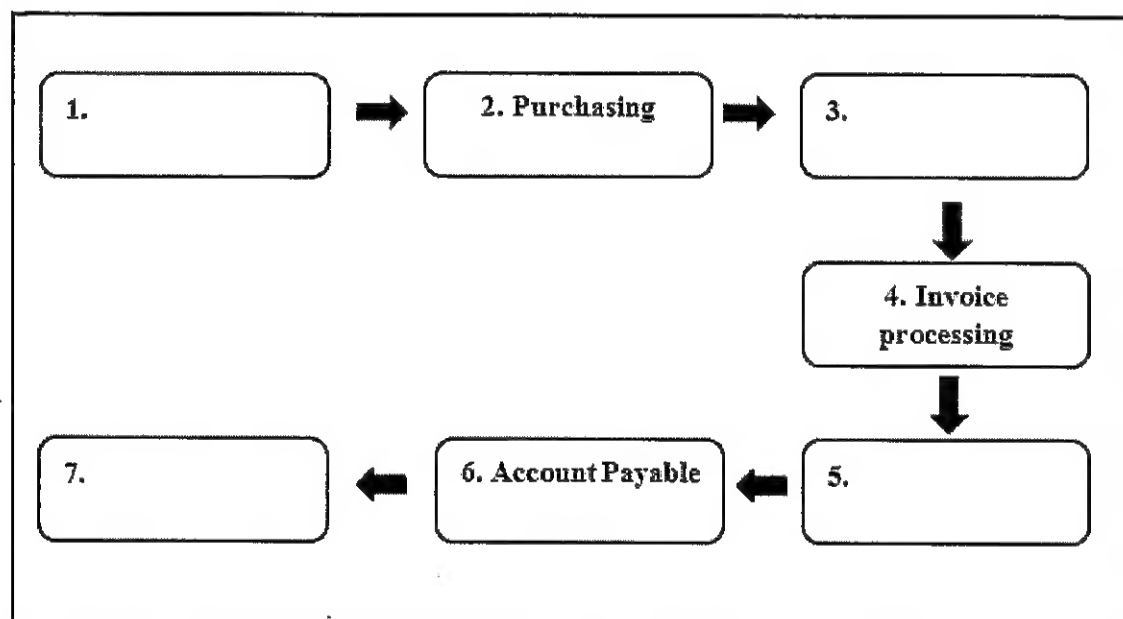 1.
2. Purchasing
3.
4. Invoice
processing
5.
6. Account Payable
7.